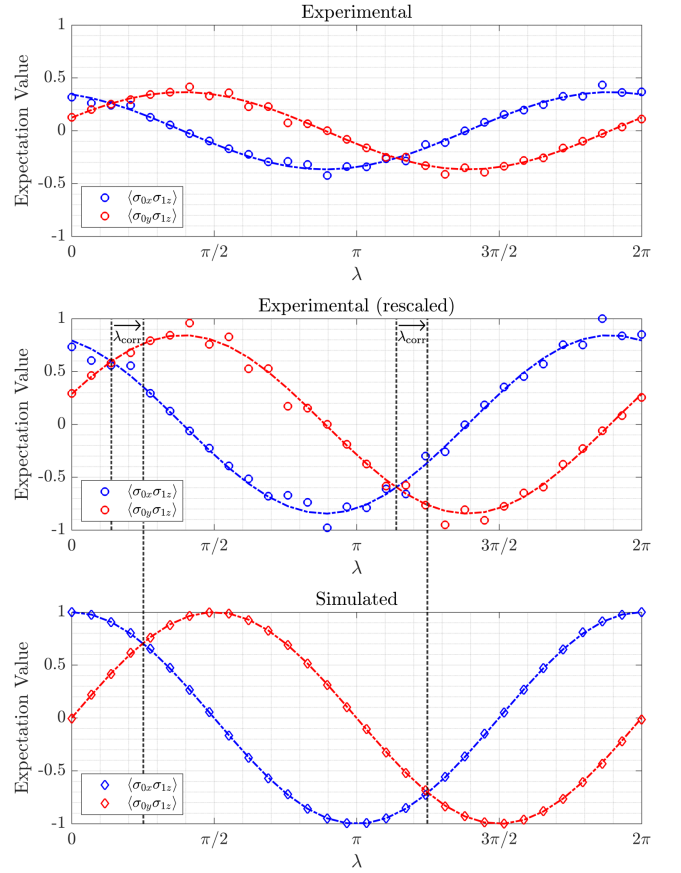 Experimental
Expectation Value
1
0.5
0
-0.5
-1
⟨σ₀ₓσ₁z⟩
⟨σ₀yσ₁z⟩
0 π/2 π 3π/2 2π
λ
Experimental (rescaled)
Expectation Value
1
0.5
0
-0.5
-1
λcorr λcorr
⟨σ₀ₓσ₁z⟩
⟨σ₀yσ₁z⟩
0 π/2 π 3π/2 2π
λ
Simulated
Expectation Value
1
0.5
0
-0.5
-1
⟨σ₀ₓσ₁z⟩
⟨σ₀yσ₁z⟩
0 π/2 π 3π/2 2π
λ